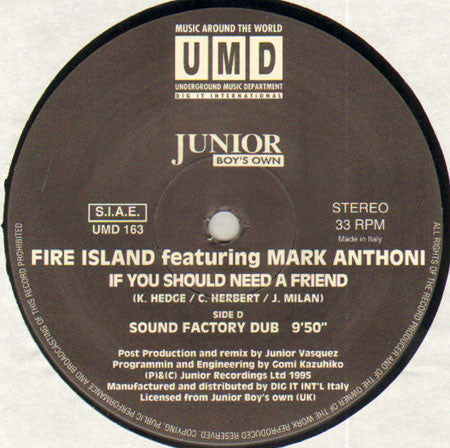 MUSIC AROUND THE WORLD
UMD
UNDERGROUND MUSIC DEPARTMENT
DIG IT INTERNATIONAL
JUNIOR
BOY'S OWN
S.I.A.E.
UMD 163
STEREO
33 RPM
Made in Italy
FIRE ISLAND featuring MARK ANTHONI
IF YOU SHOULD NEED A FRIEND
(K. HEDGE / C. HERBERT / J. MILAN)
SIDE D
SOUND FACTORY DUB 9'50"
Post Production and remix by Junior Vasquez
Programmin and Engineering by Gomi Kazuhiko
(P)&(C) Junior Recordings Ltd 1995
Manufactured and distributed by DIG IT INT'L Italy
Licensed from Junior Boy's own (UK)
ALL RIGHTS OF THE RECORD PRODUCER AND OF THE OWNER OF THE WORK REPRODUCED RESERVED. COPYING, PUBLIC PERFORMANCE AND BROADCASTING OF THIS RECORD PROHIBITED